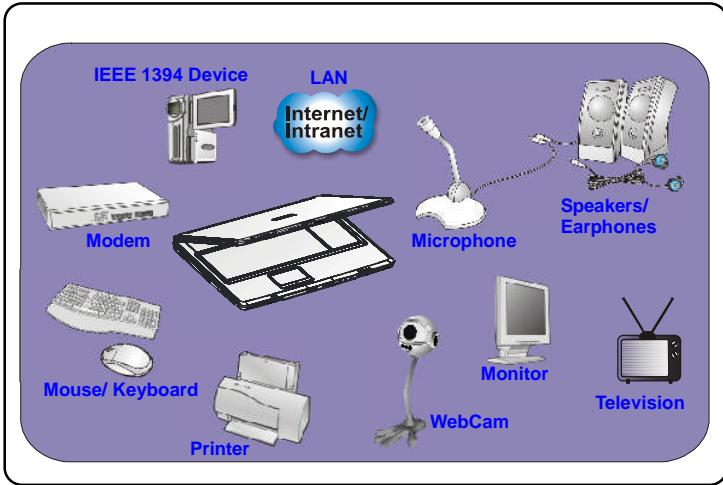 IEEE 1394 Device
LAN
Internet/
Intranet
Speakers/
Earphones
Modem
Microphone
Mouse/ Keyboard
Monitor
Television
WebCam
Printer